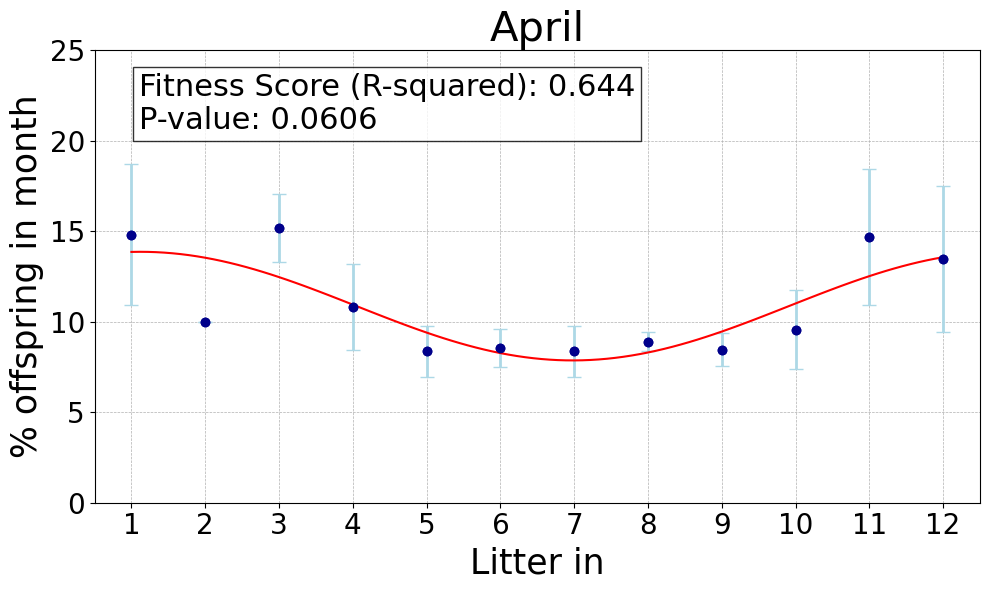 April
Fitness Score (R-squared): 0.644
P-value: 0.0606
% offspring in month
25
20
15
10
5
0
1 2 3 4 5 6 7 8 9 10 11 12
Litter in